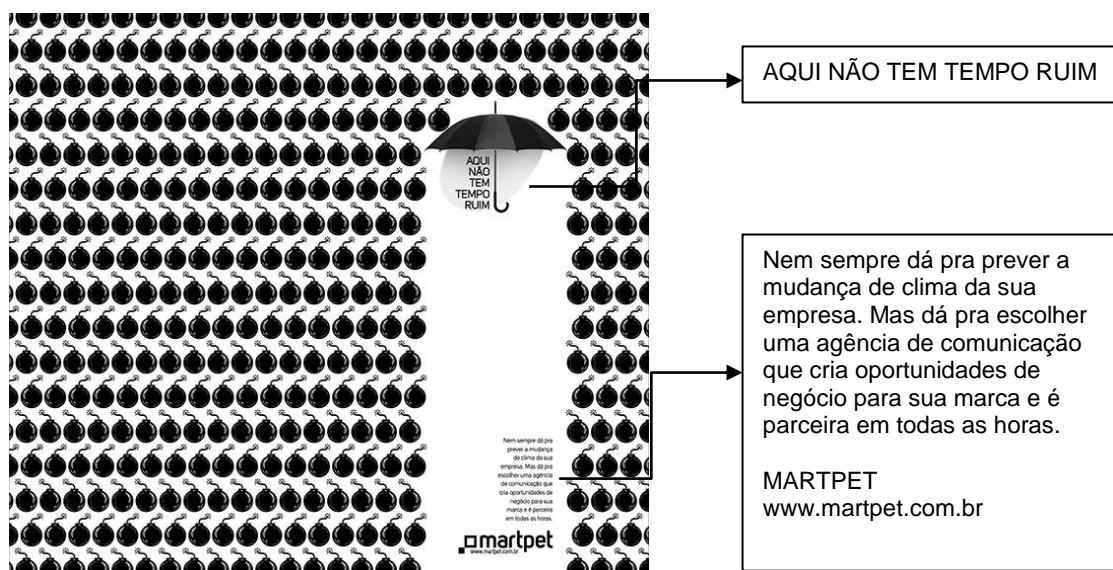 AQUI
NÃO
TEM
TEMPO
RUIM
Nem sempre dá pra
prever a mudança
de clima da sua
empresa. Mas dá pra
escolher uma agência
de comunicação que
cria oportunidades de
negócio para sua
marca e é parceira
em todas as horas.
martpet
www.martpet.com.br
AQUI NÃO TEM TEMPO RUIM
Nem sempre dá pra prever a
mudança de clima da sua
empresa. Mas dá pra escolher
uma agência de comunicação
que cria oportunidades de
negócio para sua marca e é
parceira em todas as horas.
MARTPET
www.martpet.com.br